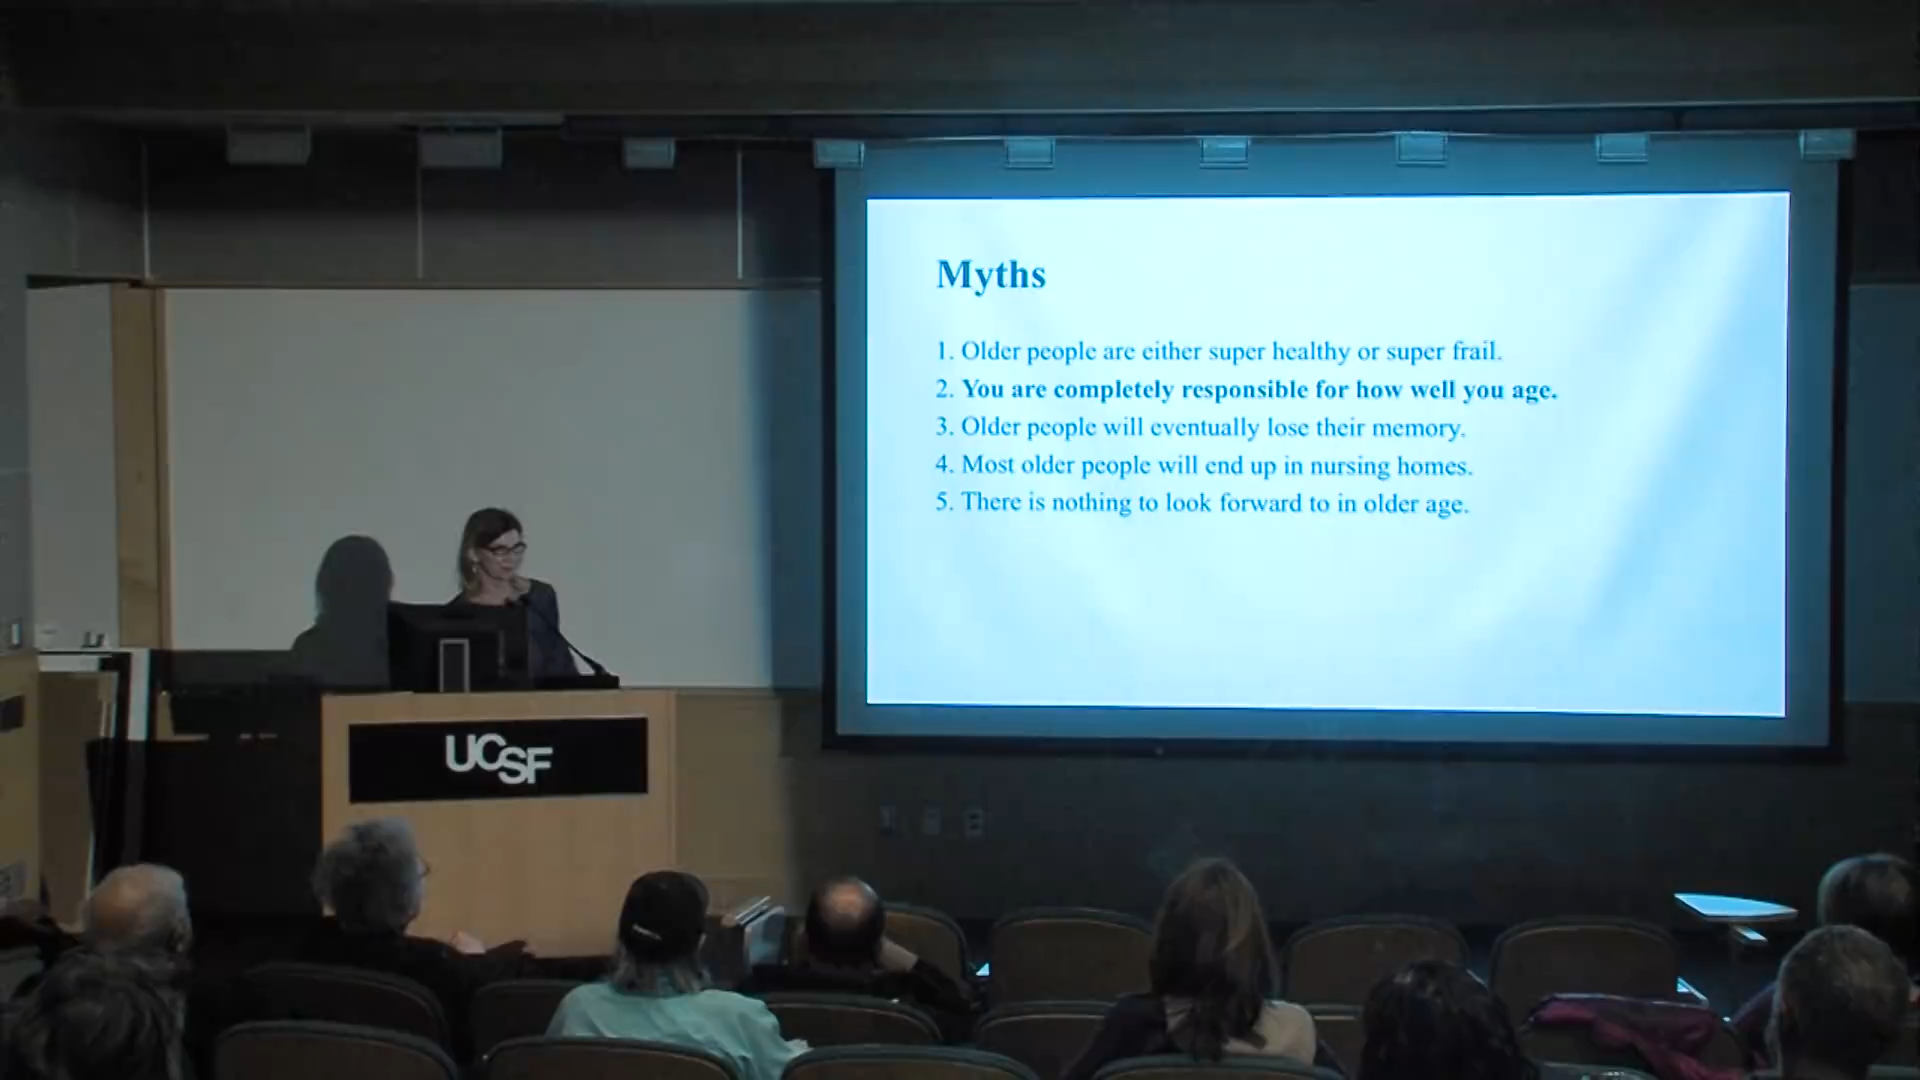 Myths
1. Older people are either super healthy or super frail.
2. You are completely responsible for how well you age.
3. Older people will eventually lose their memory.
4. Most older people will end up in nursing homes.
5. There is nothing to look forward to in older age.
UCSF